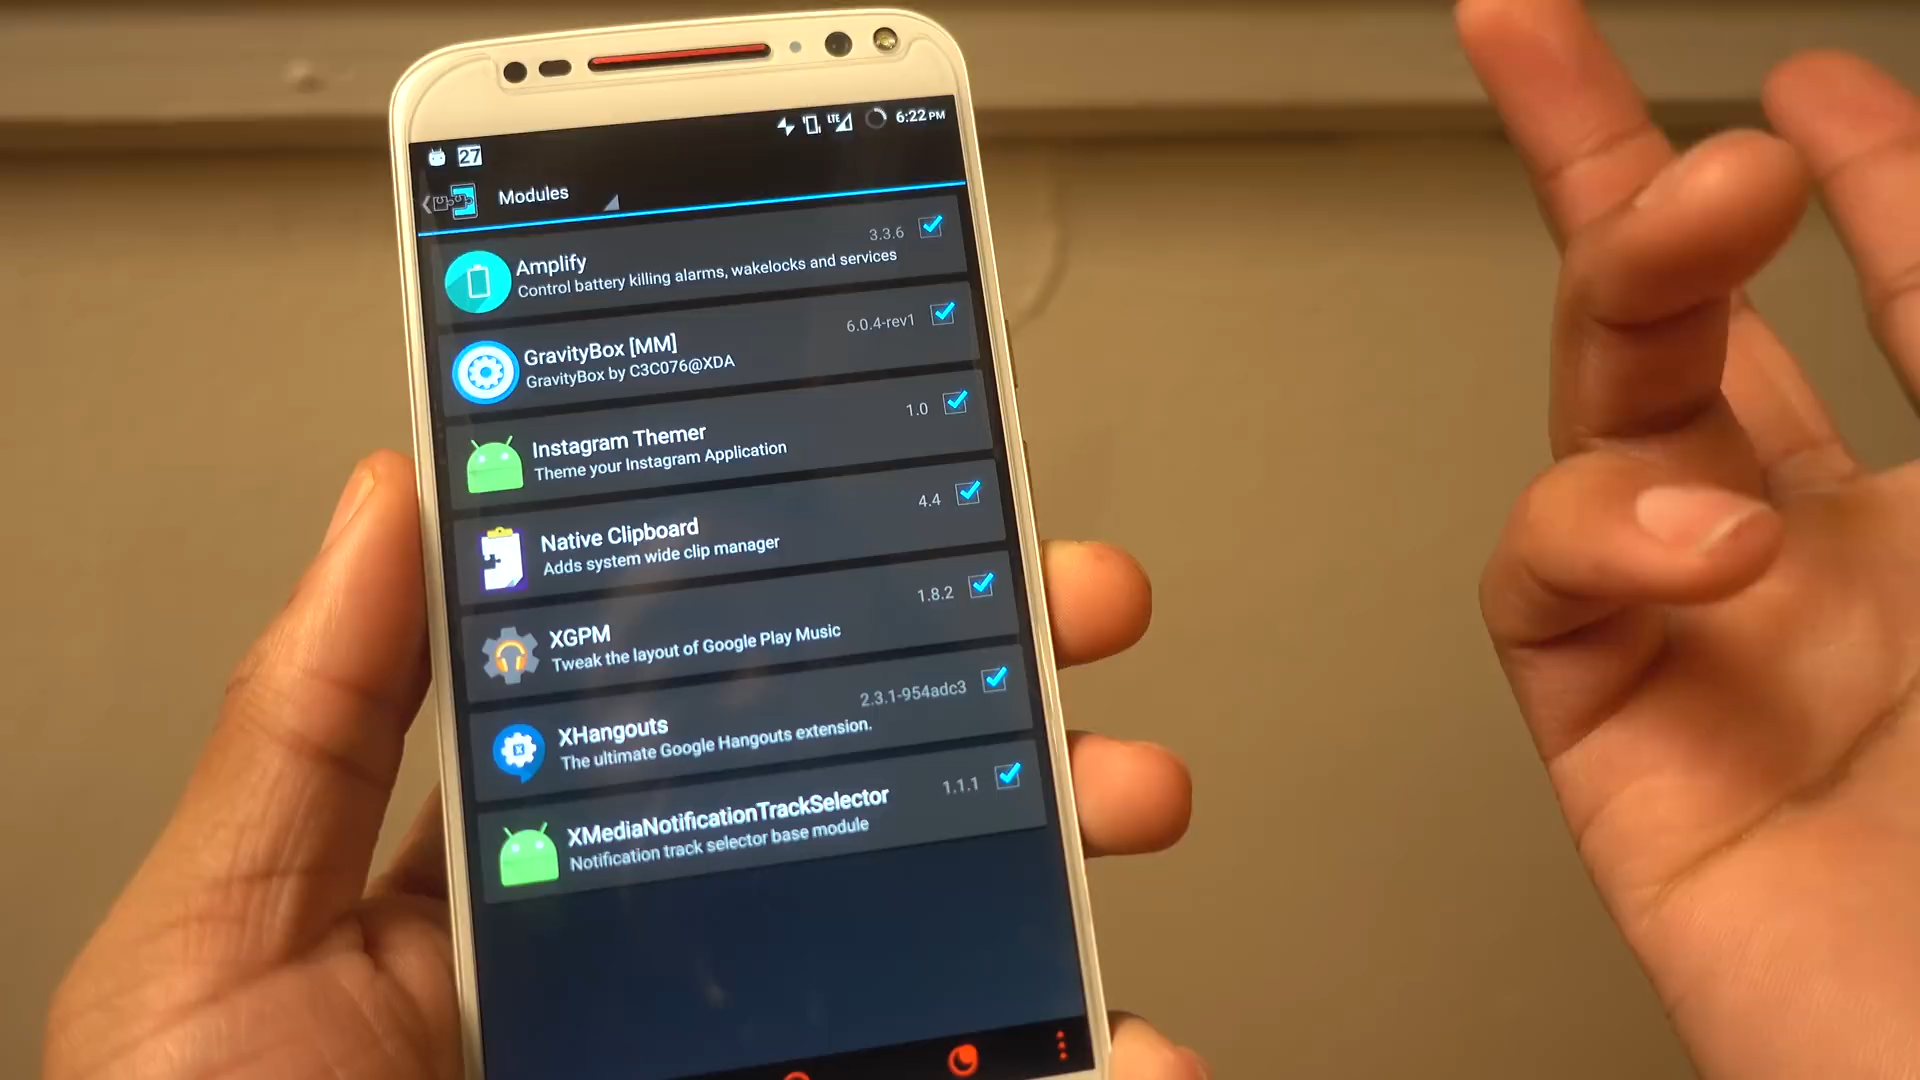 LTE 6:22 PM
27
Modules
3.3.6
Amplify
Control battery killing alarms, wakelocks and services
6.0.4-rev1
GravityBox [MM]
GravityBox by C3C076@XDA
1.0
Instagram Themer
Theme your Instagram Application
4.4
Native Clipboard
Adds system wide clip manager
1.8.2
XGPM
Tweak the layout of Google Play Music
2.3.1-954adc3
XHangouts
The ultimate Google Hangouts extension.
1.1.1
XMediaNotificationTrackSelector
Notification track selector base module